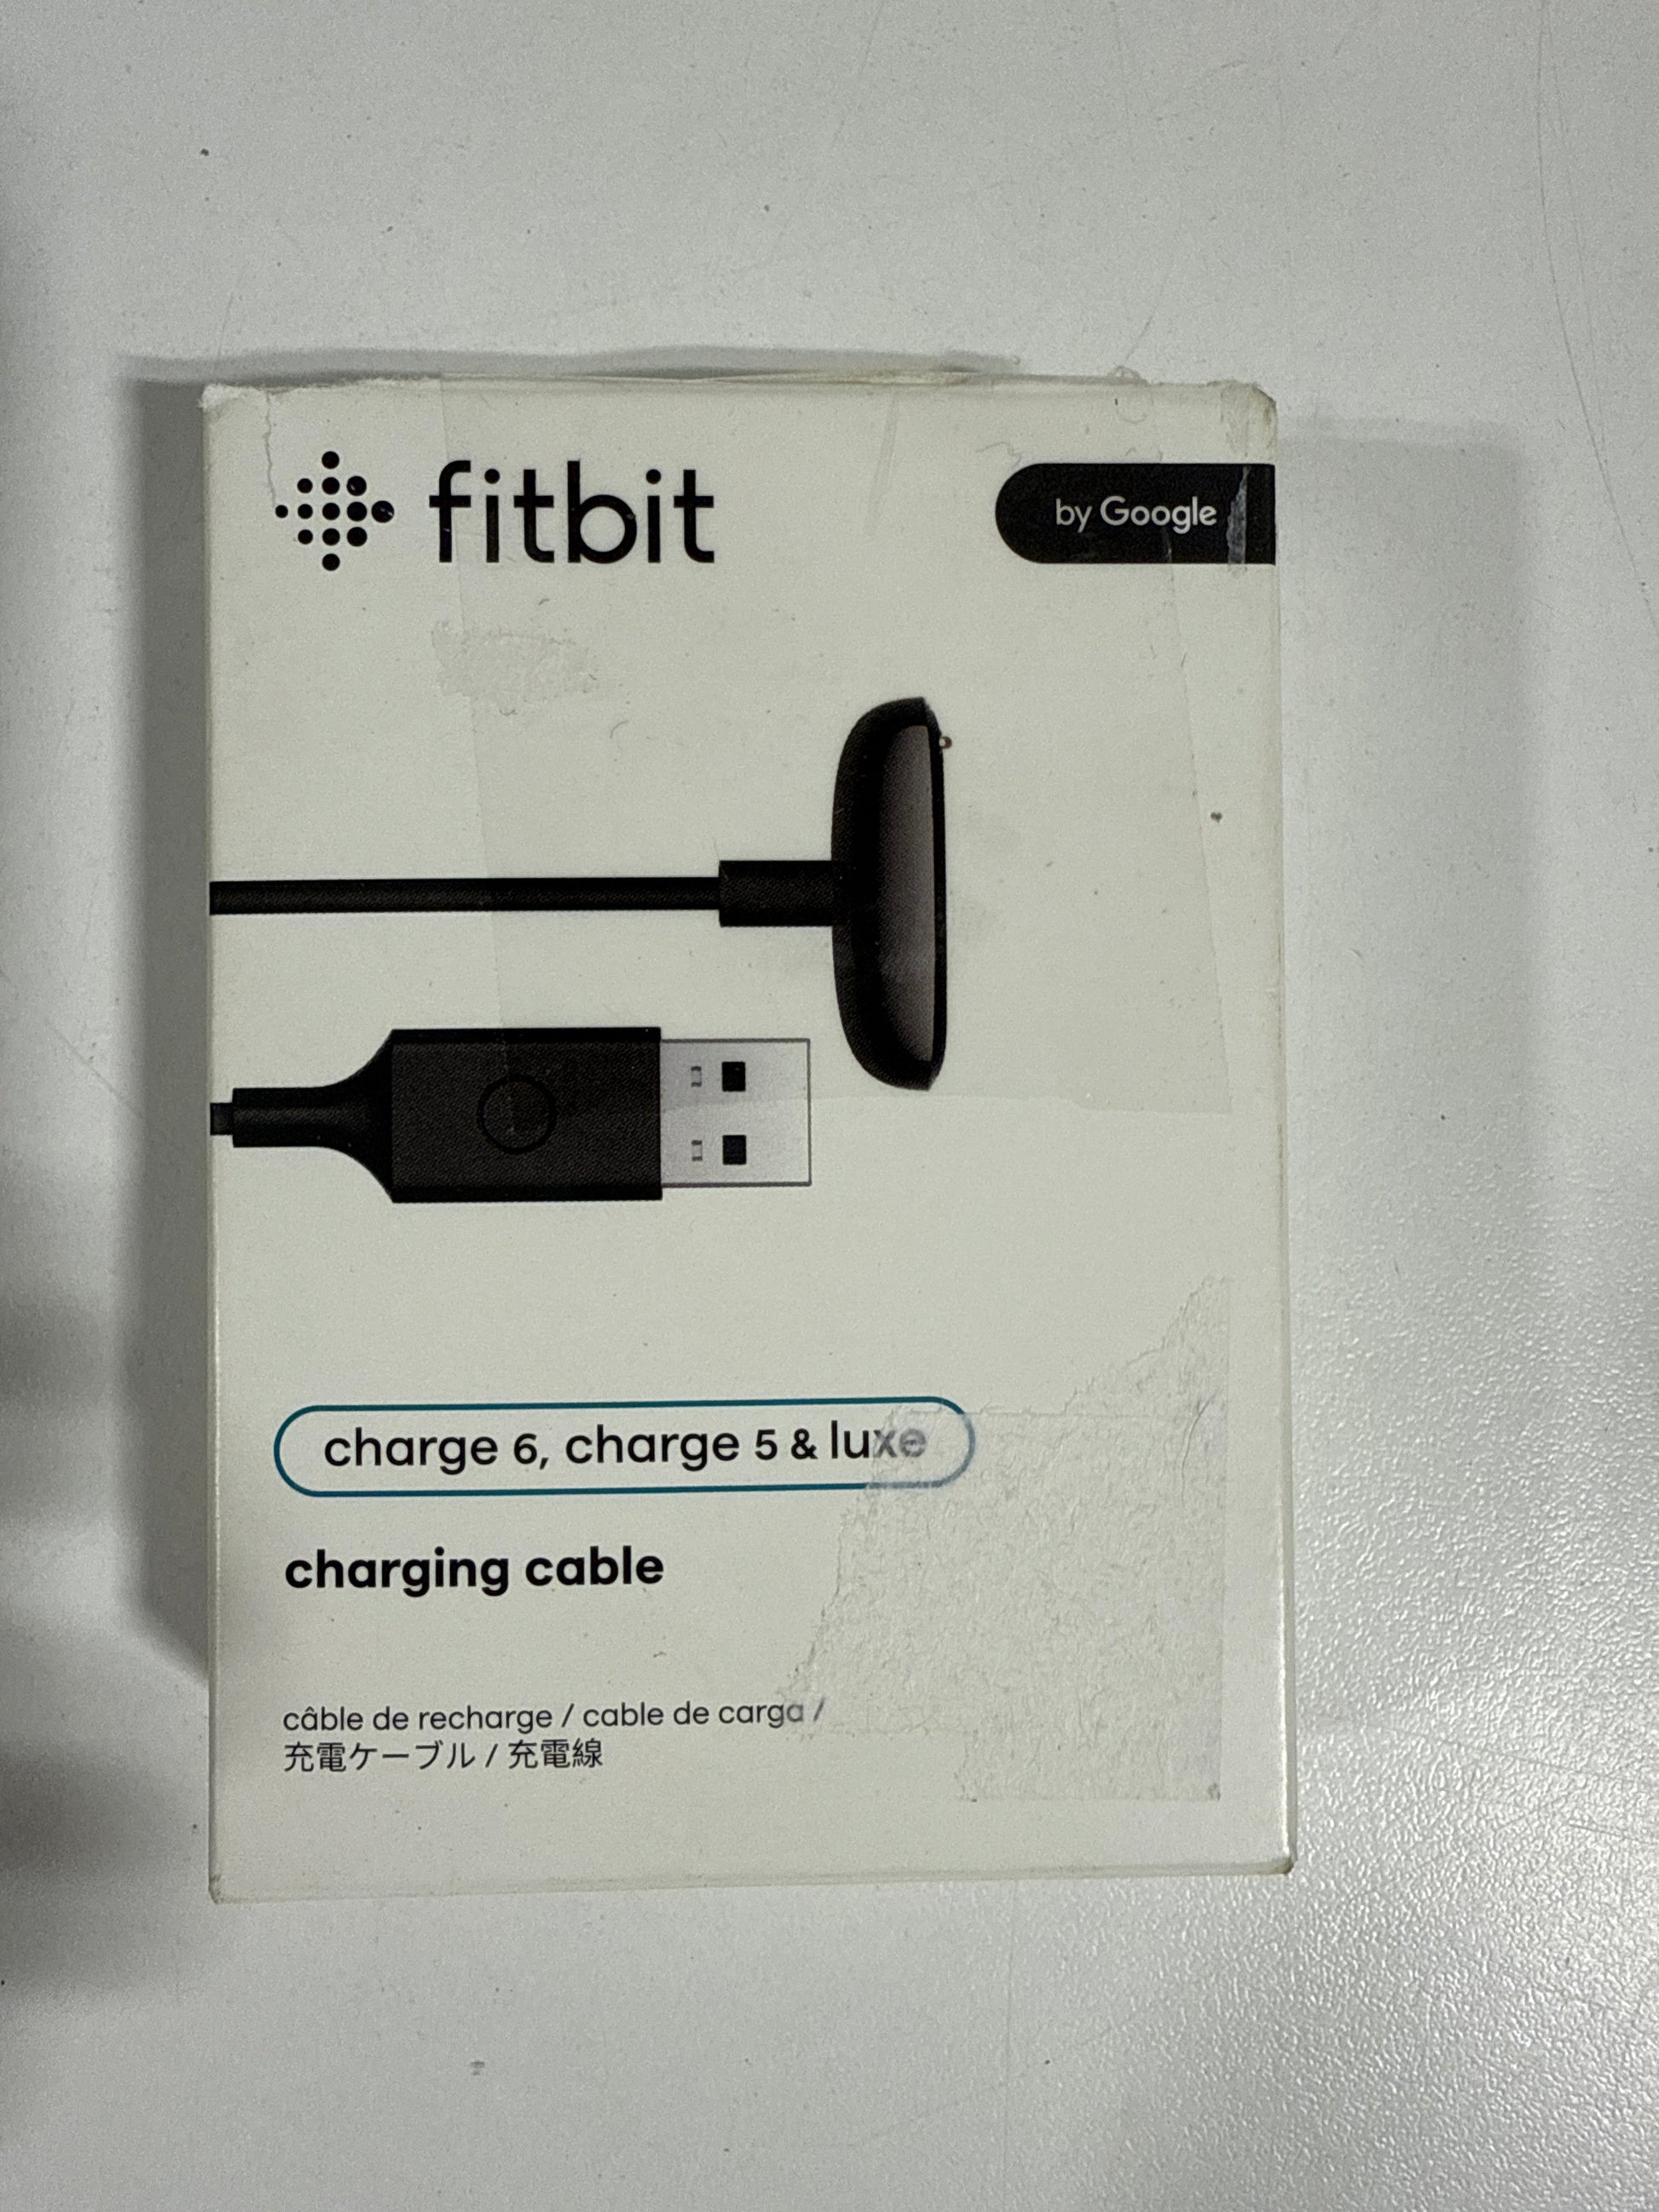 fitbit
by Google
charge 6, charge 5 & luxe
charging cable
câble de recharge / cable de carga /
充電ケーブル / 充電線